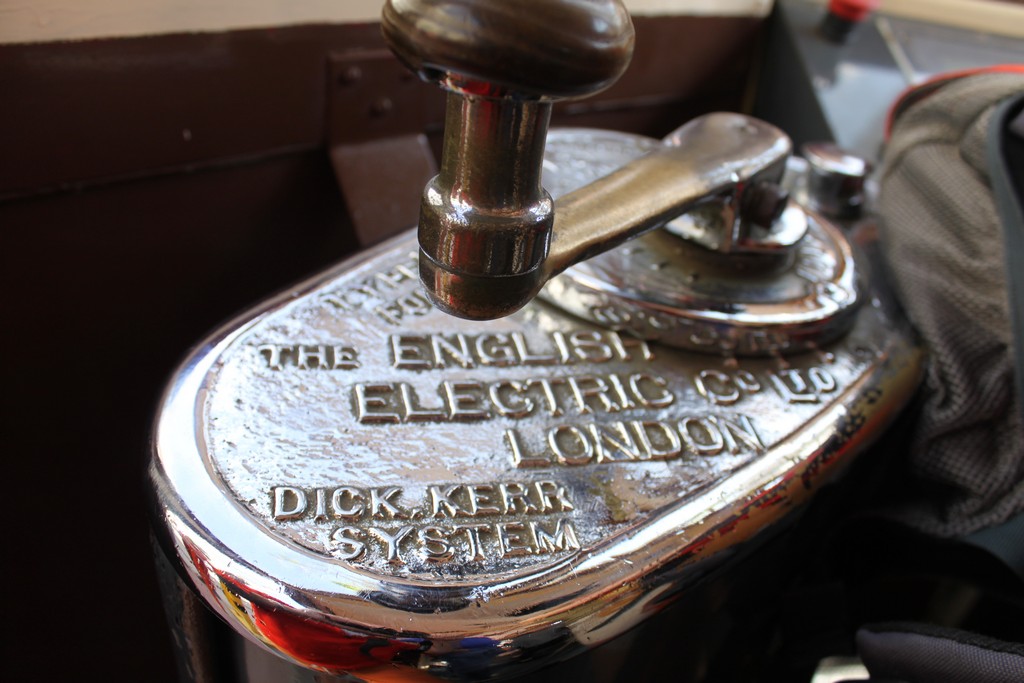 THE ENGLISH
ELECTRIC CO LTD
LONDON
DICK, KERR
SYSTEM